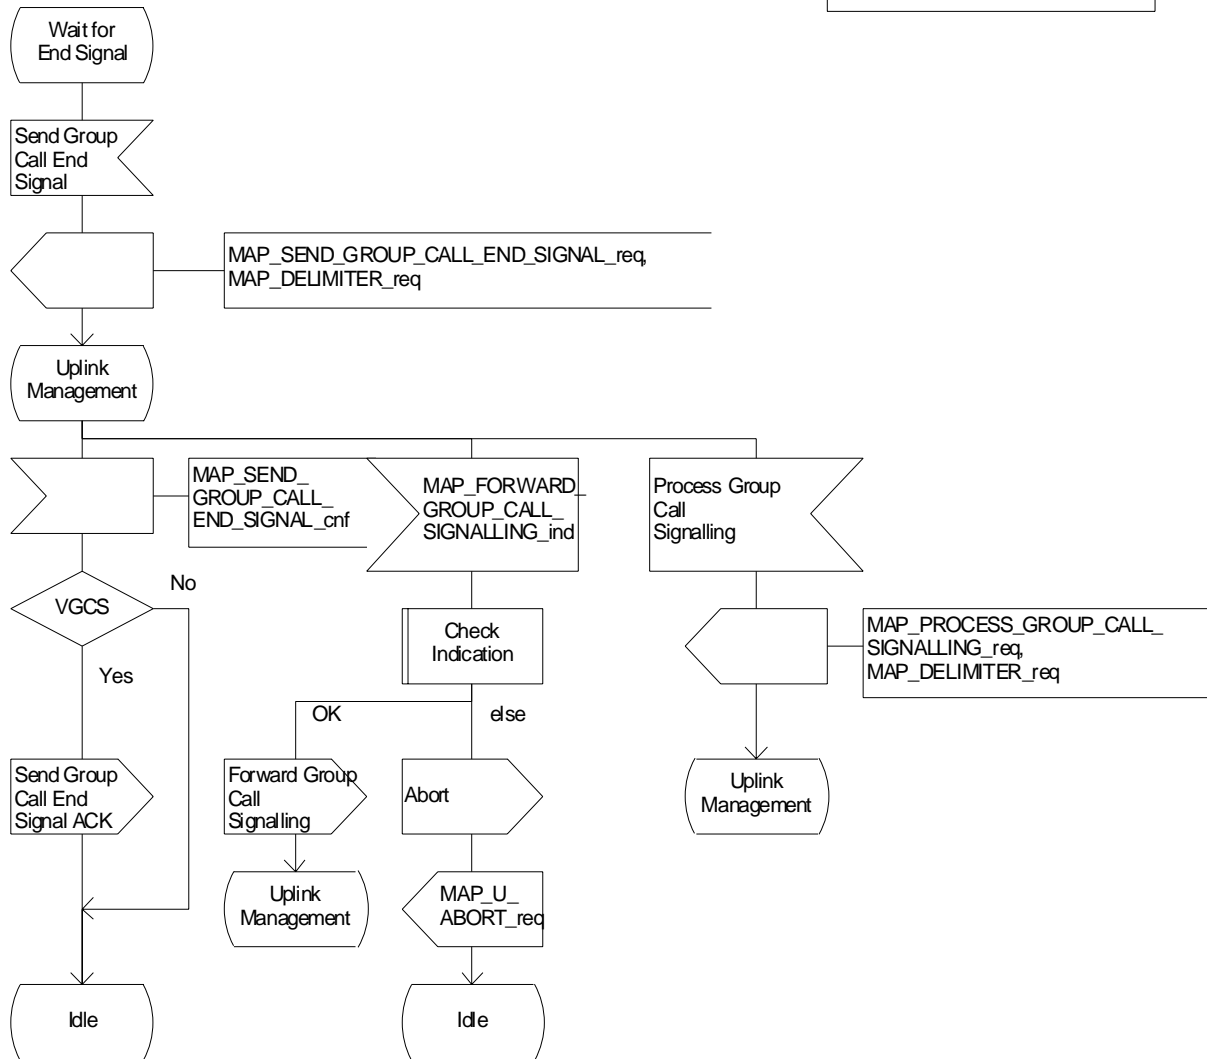 Wait for
End Signal
Send Group
Call End
Signal
MAP_SEND_GROUP_CALL_END_SIGNAL_req,
MAP_DELIMITER_req
Uplink
Management
MAP_SEND_
GROUP_CALL_
END_SIGNAL_cnf
MAP_FORWARD_
GROUP_CALL_
SIGNALLING_ind
Process Group
Call
Signalling
No
VGCS
Yes
Check
Indication
MAP_PROCESS_GROUP_CALL_
SIGNALLING_req,
MAP_DELIMITER_req
OK
else
Send Group
Call End
Signal ACK
Forward Group
Call
Signalling
Abort
Uplink
Management
Uplink
Management
MAP_U_
ABORT_req
Idle
Idle